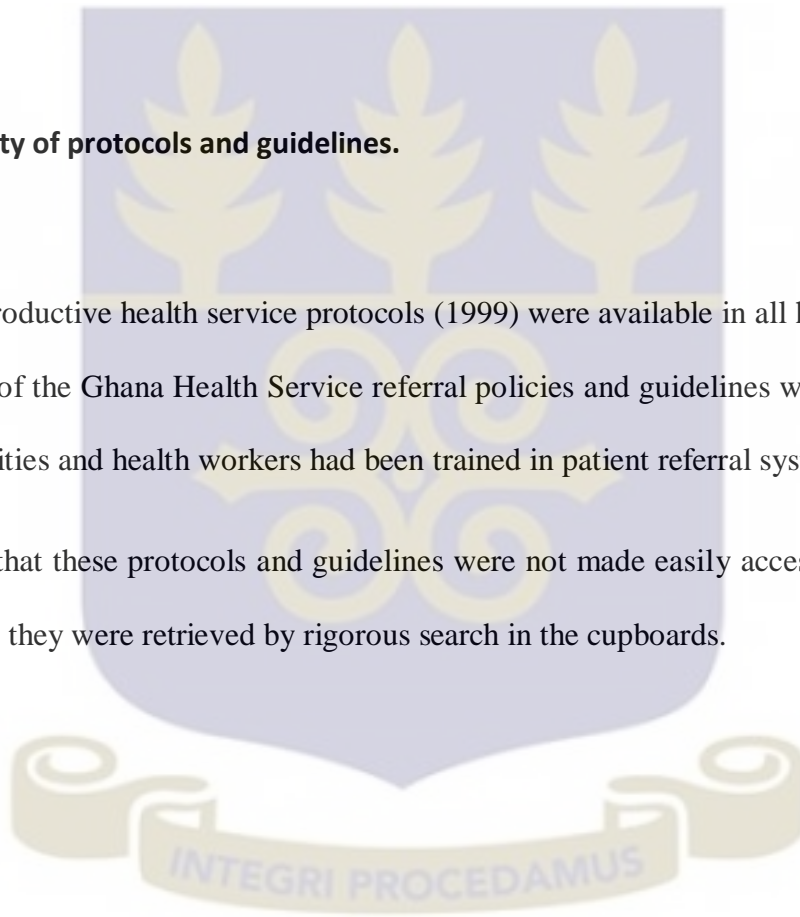 ty of protocols and guidelines.
roductive health service protocols (1999) were available in all
of the Ghana Health Service referral policies and guidelines w
ities and health workers had been trained in patient referral sys
that these protocols and guidelines were not made easily acces
they were retrieved by rigorous search in the cupboards.
INTEGRI PROCEDAMUS